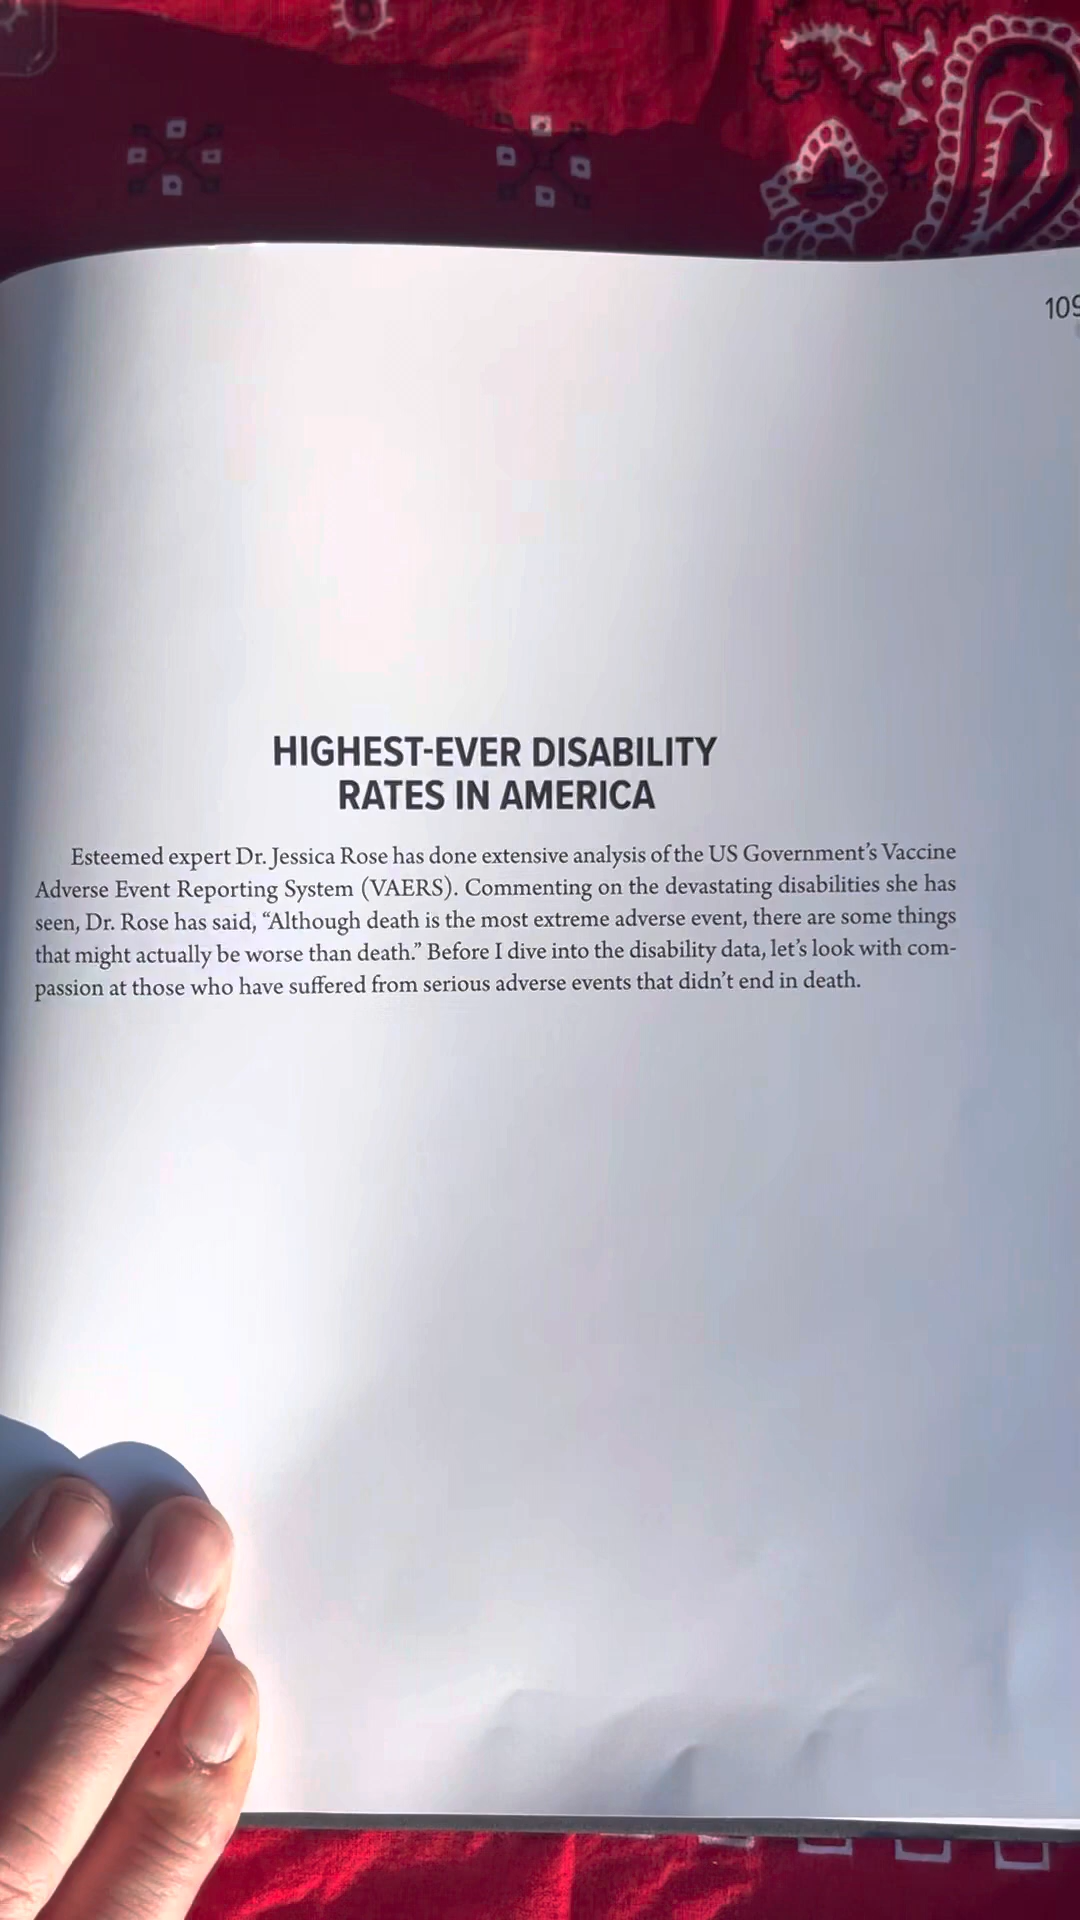 109
HIGHEST-EVER DISABILITY
RATES IN AMERICA
Esteemed expert Dr. Jessica Rose has done extensive analysis of the US Government’s Vaccine
Adverse Event Reporting System (VAERS). Commenting on the devastating disabilities she has
seen, Dr. Rose has said, “Although death is the most extreme adverse event, there are some things
that might actually be worse than death.” Before I dive into the disability data, let’s look with com-
passion at those who have suffered from serious adverse events that didn’t end in death.